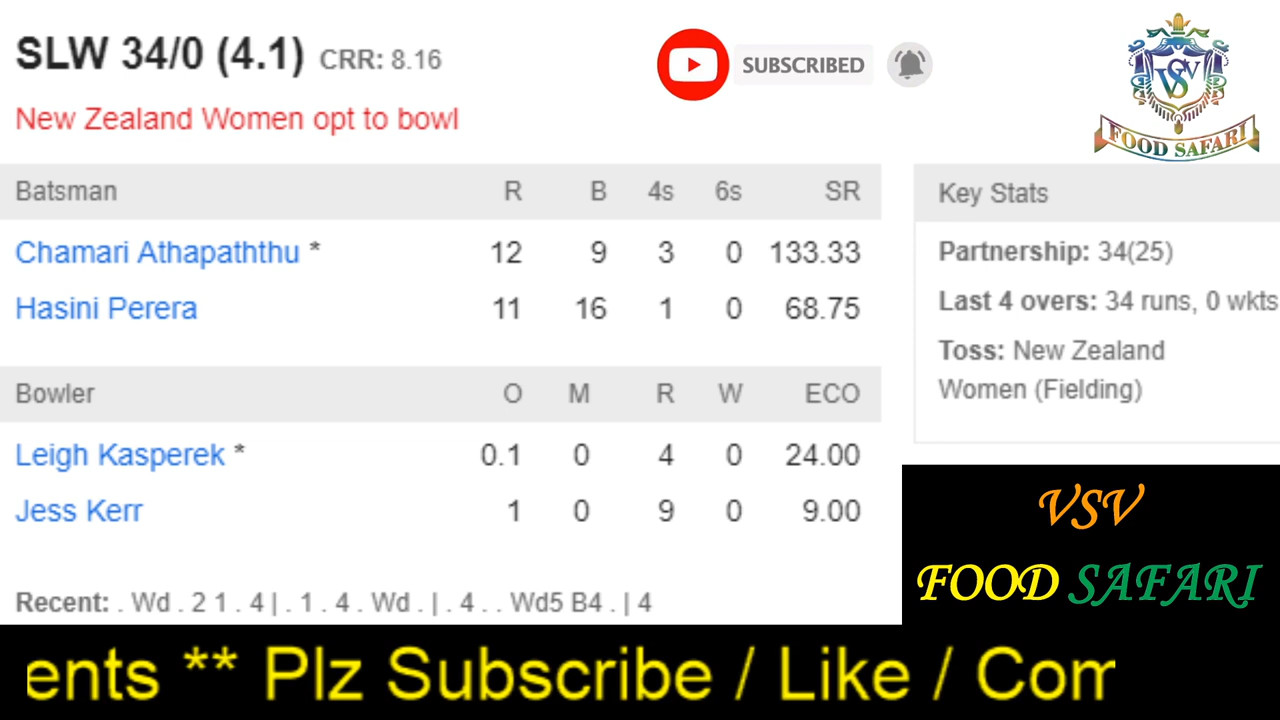 SLW 34/0 (4.1) CRR: 8.16
SUBSCRIBED
VSV
FOOD SAFARI
New Zealand Women opt to bowl
Batsman R B 4s 6s SR
Chamari Athapaththu * 12 9 3 0 133.33
Hasini Perera 11 16 1 0 68.75
Bowler O M R W ECO
Leigh Kasperek * 0.1 0 4 0 24.00
Jess Kerr 1 0 9 0 9.00
Recent: . Wd . 2 1 . 4 | . 1 . 4 . Wd . | . 4 . . Wd5 B4 . | 4
Key Stats
Partnership: 34(25)
Last 4 overs: 34 runs, 0 wkts
Toss: New Zealand
Women (Fielding)
VSV
FOOD SAFARI
ents ** Plz Subscribe / Like / Com